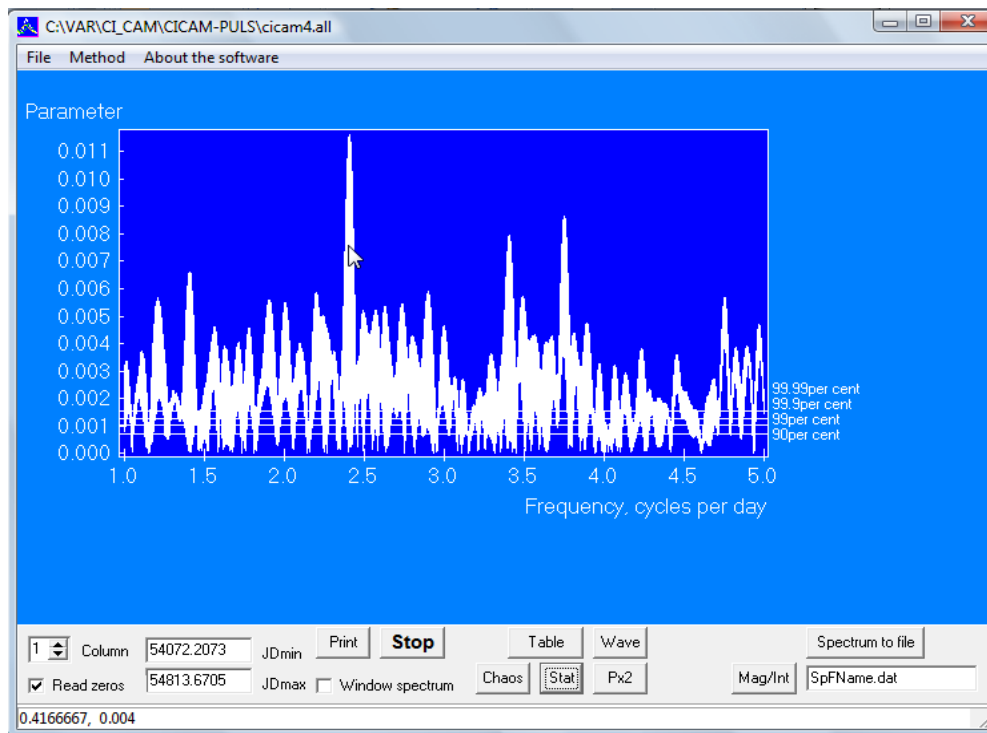 C:\VAR\CI_CAM\CICAM-PULS\cicam4.all
File Method About the software
Parameter
0.011
0.010
0.009
0.008
0.007
0.006
0.005
0.004
0.003
0.002
0.001
0.000
99.99per cent
99.9per cent
99per cent
90per cent
1.0 1.5 2.0 2.5 3.0 3.5 4.0 4.5 5.0
Frequency, cycles per day
1 Column 54072.2073 JDmin Print Stop Table Wave Spectrum to file
Read zeros 54813.6705 JDmax Window spectrum Chaos Stat Px2 Mag/Int SpFName.dat
0.4166667, 0.004